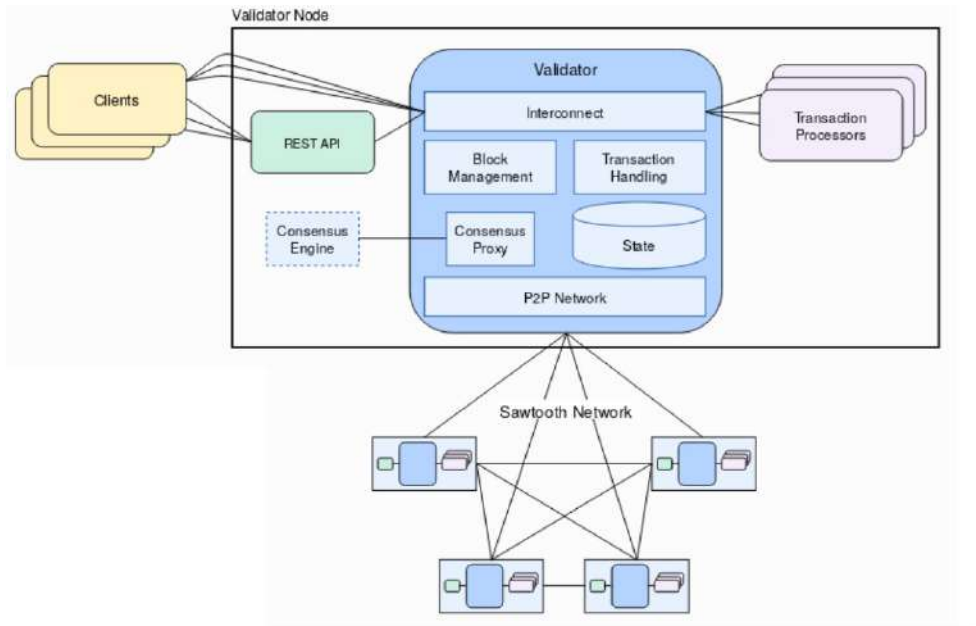 Validator Node
Validator
Clients
Interconnect
Transaction
Processors
REST API
Block
Management
Transaction
Handling
Consensus
Engine
Consensus
Proxy
State
P2P Network
Sawtooth Network